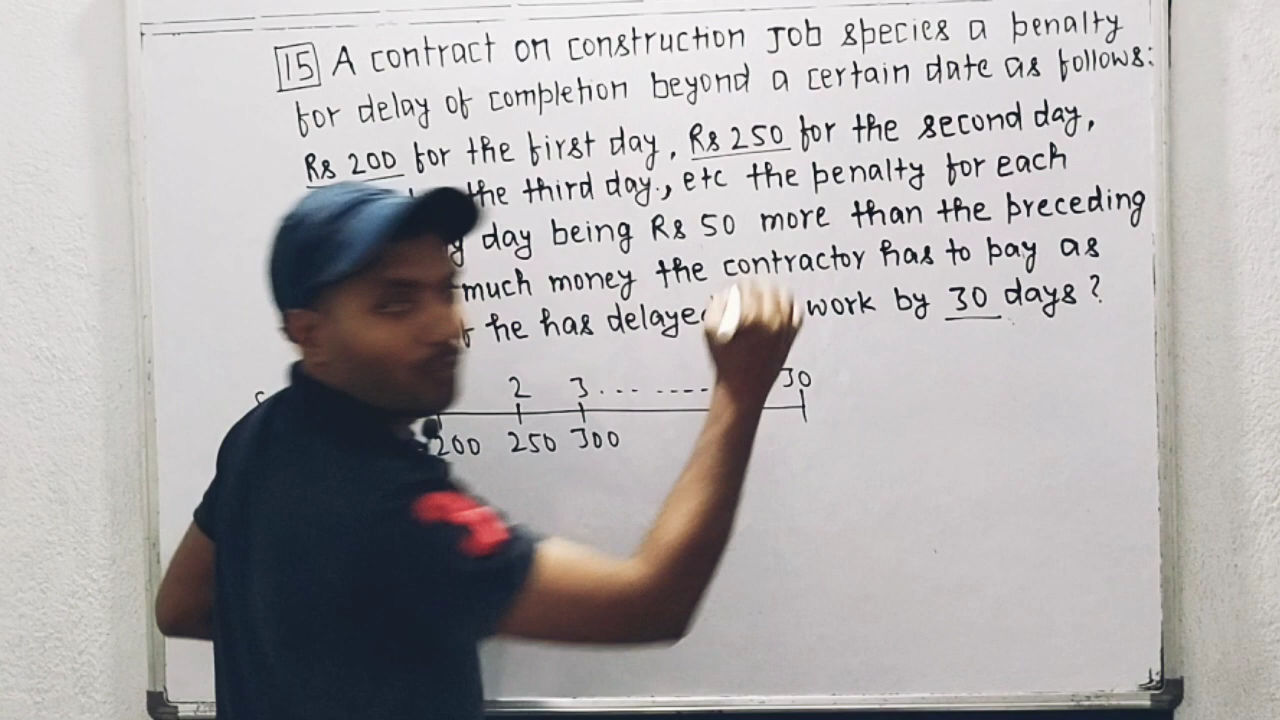 15 A contract on construction Job species a penalty
for delay of completion beyond a certain date as follows:
Rs 200 for the first day, Rs 250 for the second day,
the third day., etc the penalty for each
day being Rs 50 more than the preceding
much money the contractor has to pay as
he has delayed work by 30 days?
2 3 ... ---- 30
200 250 300